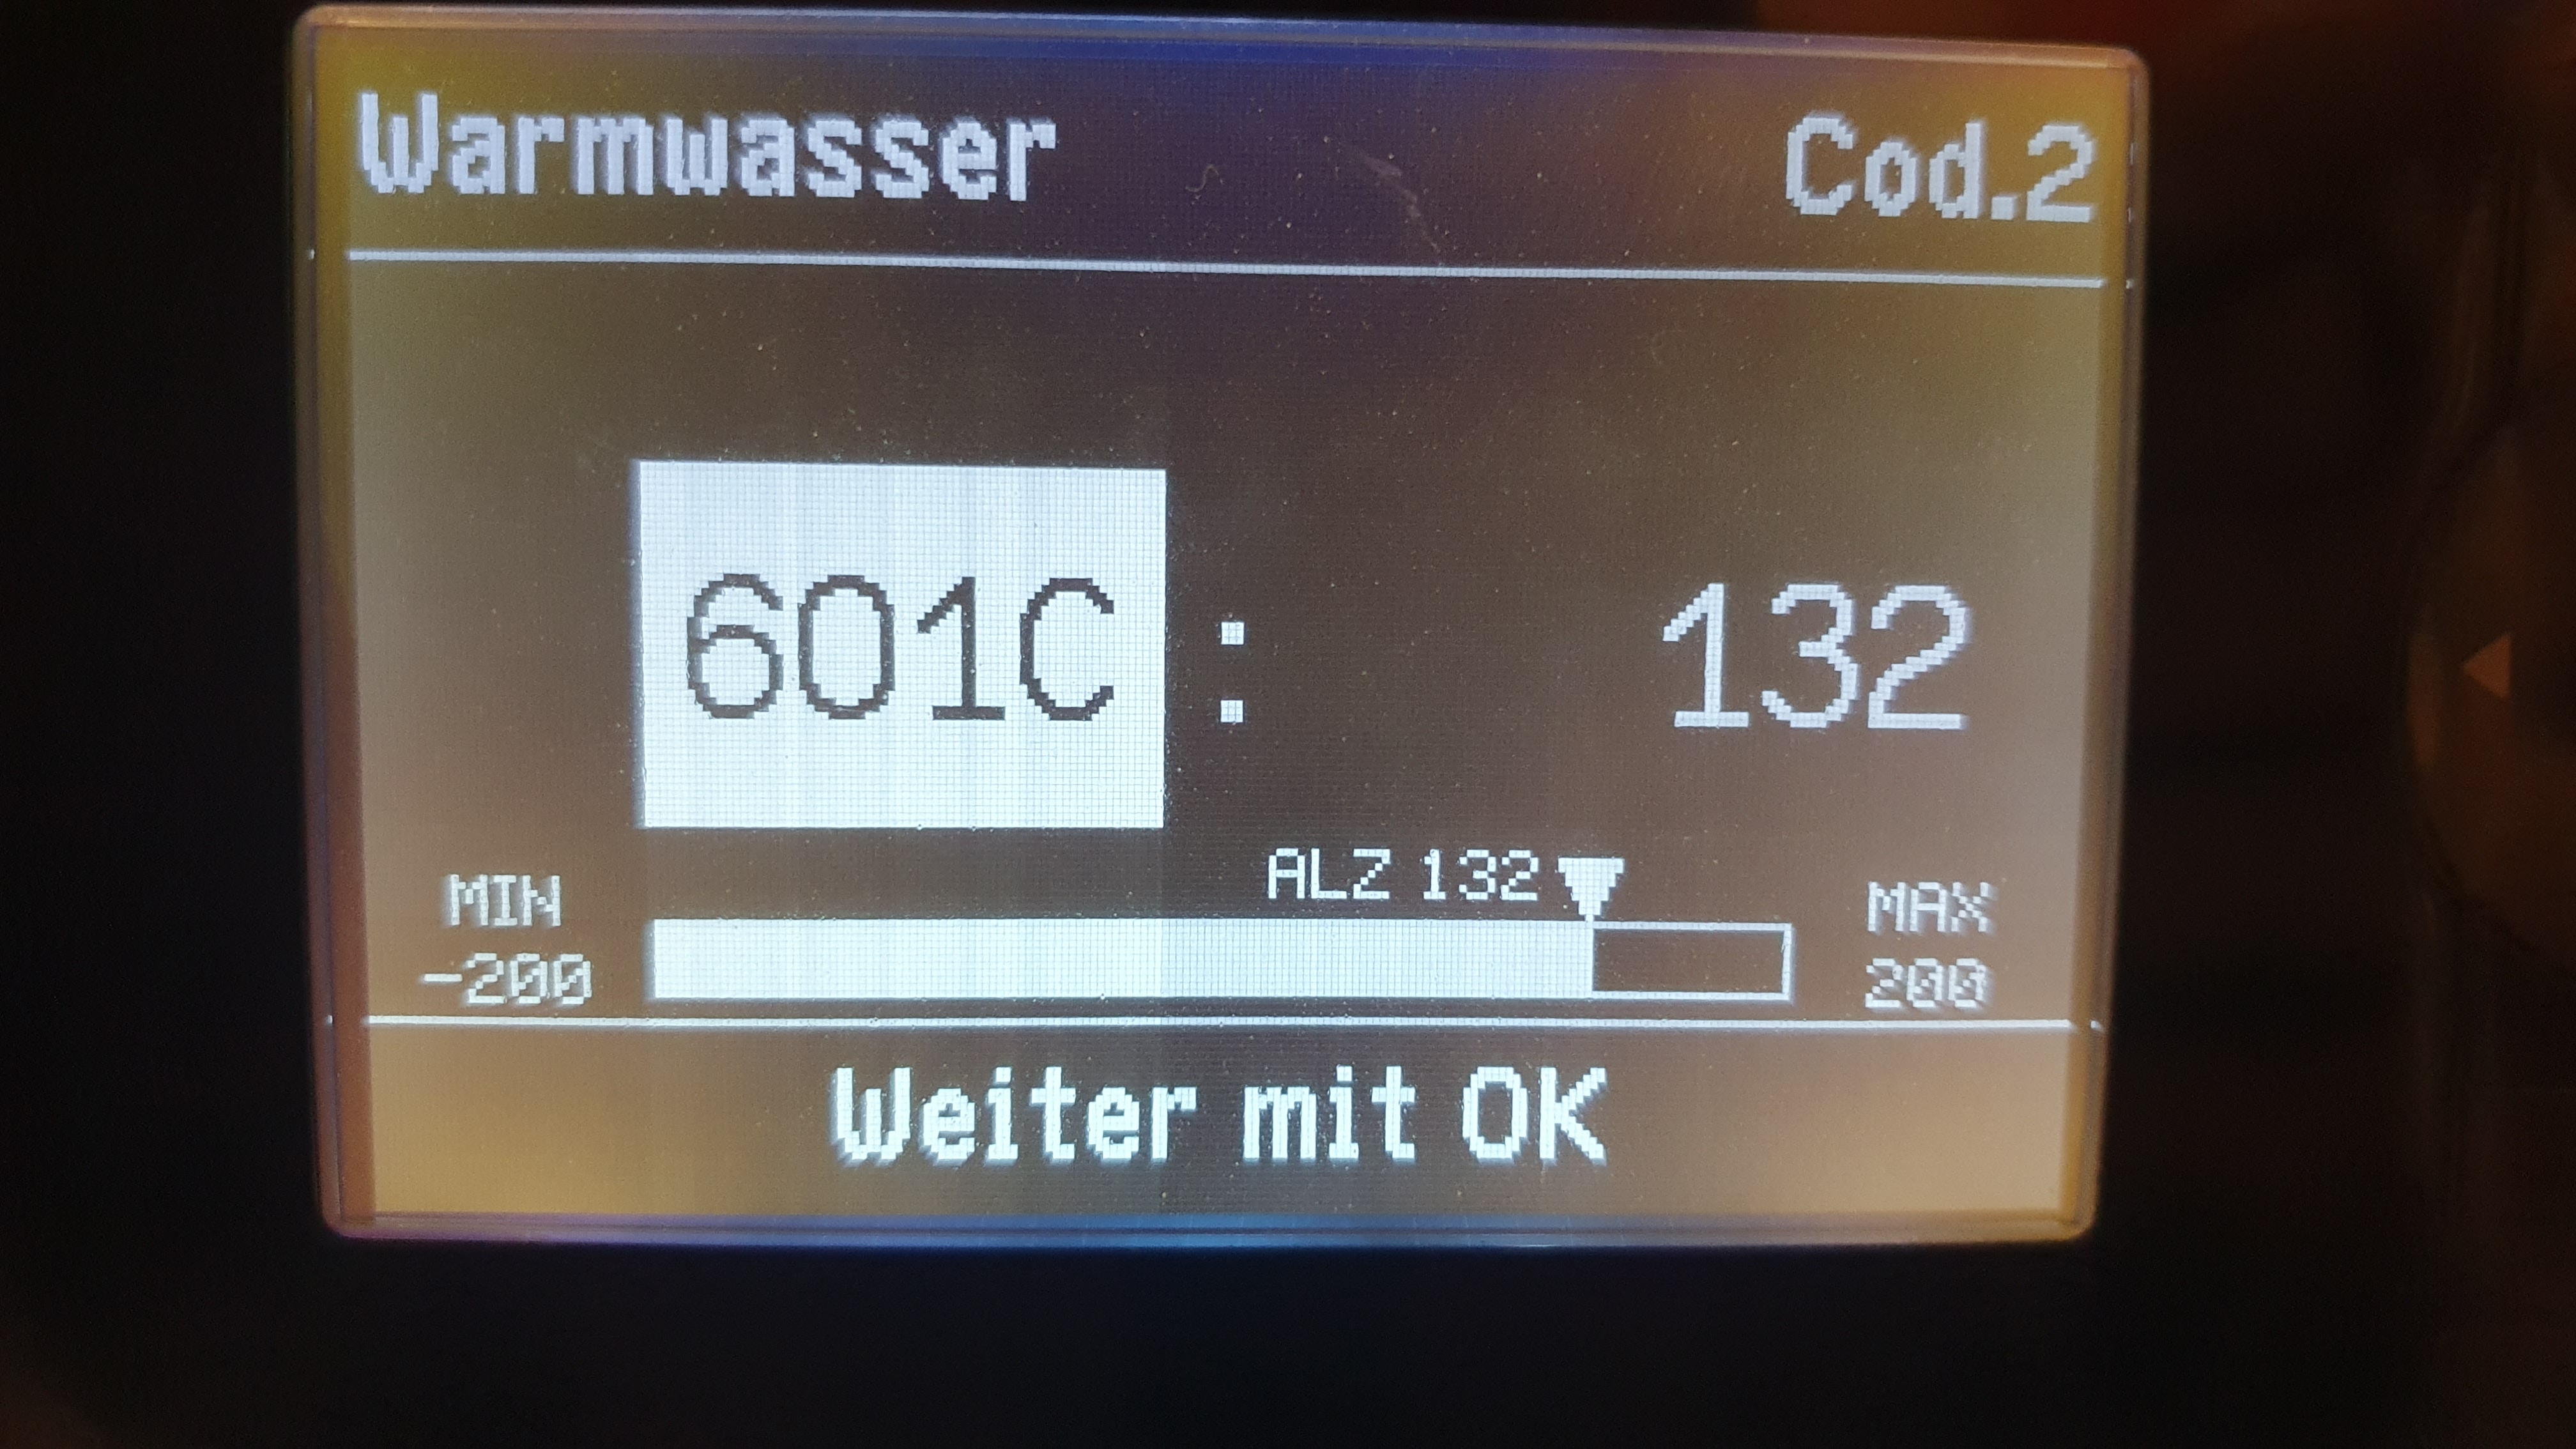 Warmwasser Cod.2
601C : 132
ALZ 132
MIN MAX
-200 200
Weiter mit OK